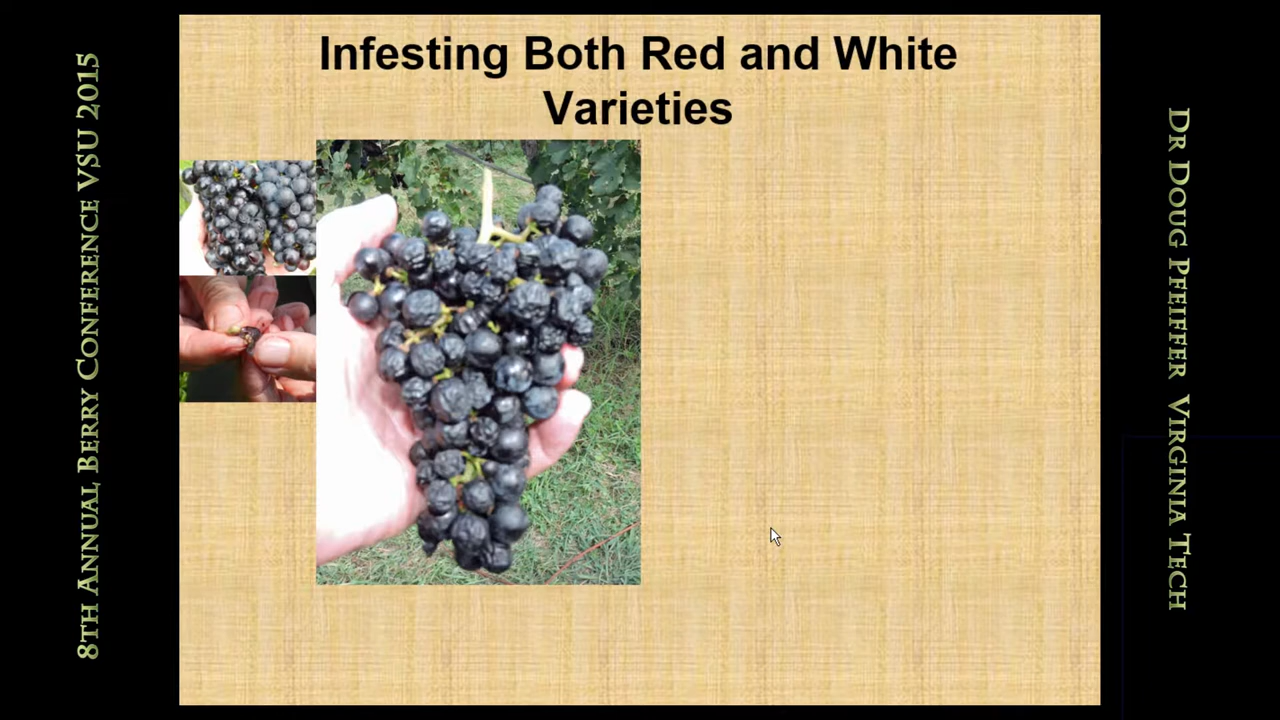 Infesting Both Red and White
Varieties
8TH ANNUAL BERRY CONFERENCE VSU 2015
DR DOUG PFEIFFER VIRGINIA TECH